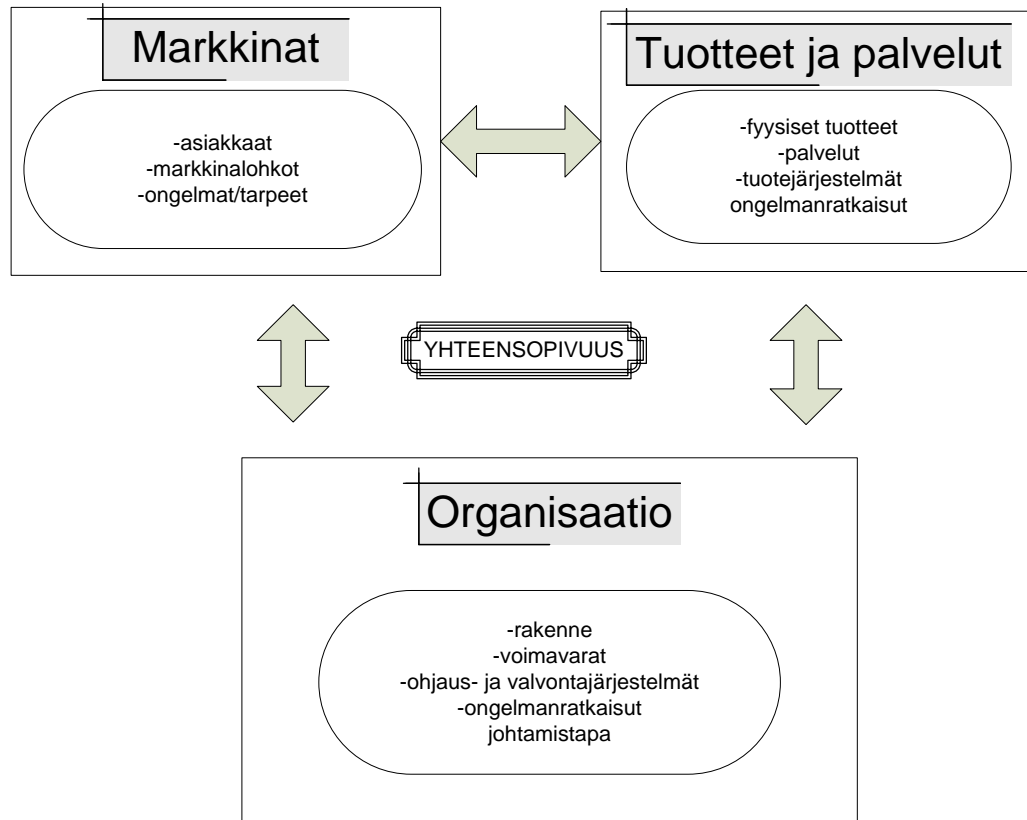 Markkinat
-asiakkaat
-markkinalohkot
-ongelmat/tarpeet
Tuotteet ja palvelut
-fyysiset tuotteet
-palvelut
-tuotejärjestelmät
ongelmanratkaisut
YHTEENSOPIVUUS
Organisaatio
-rakenne
-voimavarat
-ohjaus- ja valvontajärjestelmät
-ongelmanratkaisut
johtamistapa